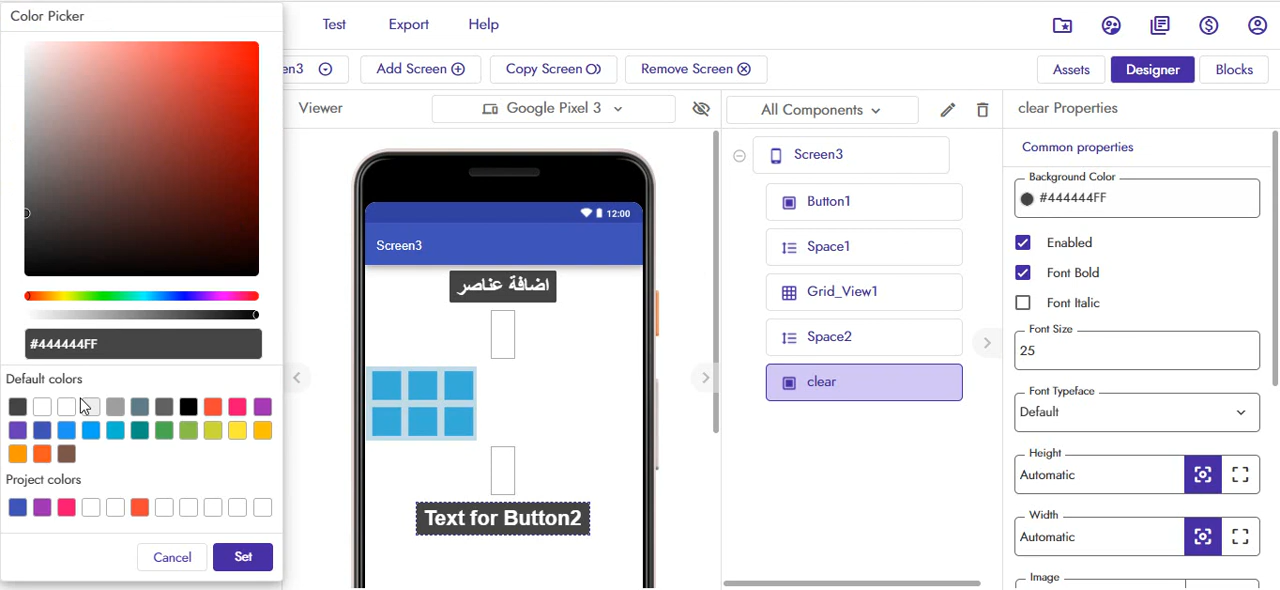 Color Picker
#444444FF
Default colors
Project colors
Cancel
Set
Test
Export
Help
en3
Add Screen
Copy Screen
Remove Screen
Assets
Designer
Blocks
Viewer
Google Pixel 3
12:00
Screen3
اضافة عناصر
Text for Button2
All Components
Screen3
Button1
Space1
Grid_View1
Space2
clear
clear Properties
Common properties
Background Color
#444444FF
Enabled
Font Bold
Font Italic
Font Size
25
Font Typeface
Default
Height
Automatic
Width
Automatic
Image